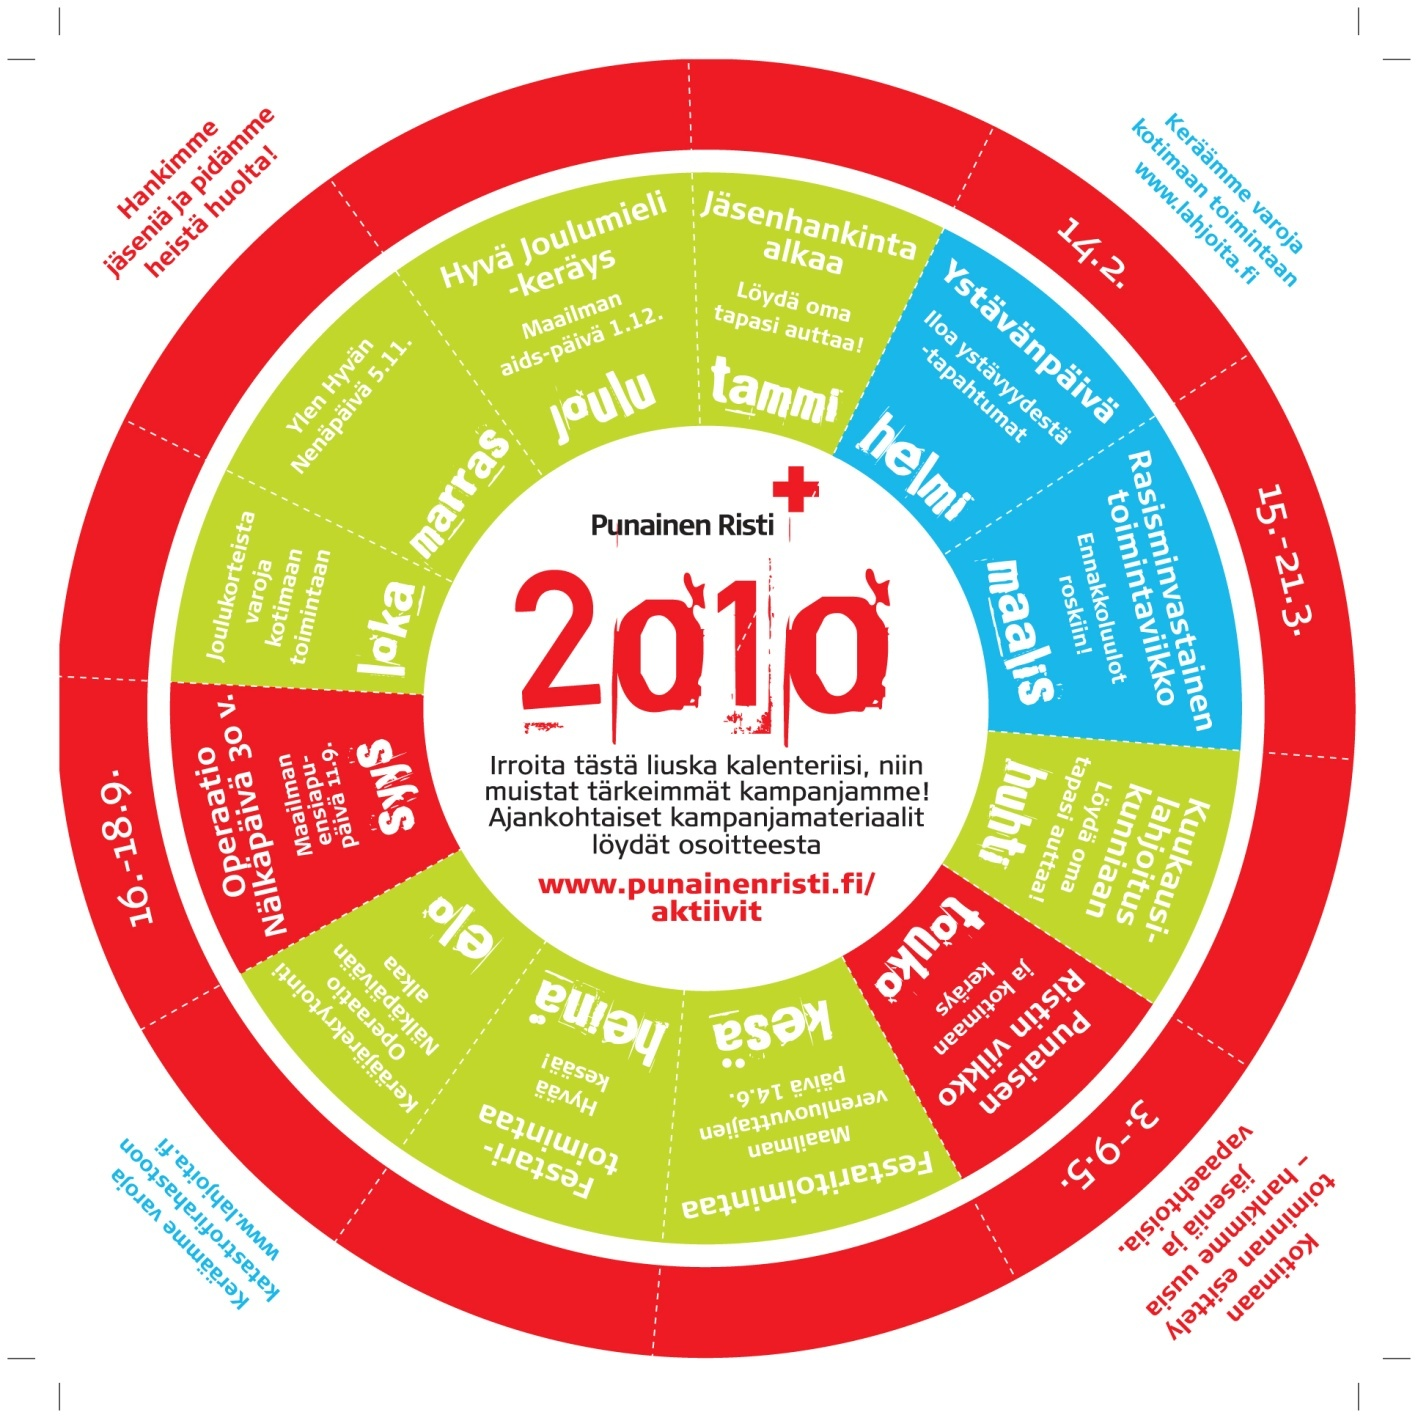 Punainen Risti
2010
Irroita tästä liuska kalenteriisi, niin
muistat tärkeimmät kampanjamme!
Ajankohtaiset kampanjamateriaalit
löydät osoitteesta
www.punainenristi.fi/
aktiivit
Jäsenhankinta
alkaa
Löydä oma
tapasi auttaa!
tammi
14.2.
Ystävänpäivä
Iloa ystävyydestä
-tapahtumat
helmi
15.-21.3.
Rasisminvastainen
toimintaviikko
Ennakkoluulot
roskiin!
maalis
Kuukausi-
lahjoitus
kunniaan
Löydä oma
tapasi auttaa!
huhti
3.-9.5.
Punaisen
Ristin viikko
ja kotimaan
keräys
touko
Festaritoimintaa
Maailman
verenluovuttajien
päivä 14.6.
kesä
Festari-
toimintaa
Hyvää
kesää!
heinä
Kerääjärekrytointi
Operaatio
Nälkäpäivään
alkaa
elo
16.-18.9.
Operaatio
Nälkäpäivä 30 v.
Maailman
ensiapu-
päivä 11.9.
syys
Joulukorteista
varoja
kotimaan
toimintaan
loka
Ylen Hyvän
Nenäpäivä 5.11.
marras
Hyvä Joulumieli
-keräys
Maailman
aids-päivä 1.12.
joulu
Hankimme
jäseniä ja pidämme
heistä huolta!
Keräämme varoja
kotimaan toimintaan
www.lahjoita.fi
Kotimaan
toiminnan esittely
– hankimme uusia
jäseniä ja
vapaaehtoisia.
Keräämme varoja
katastrofirahastoon
www.lahjoita.fi